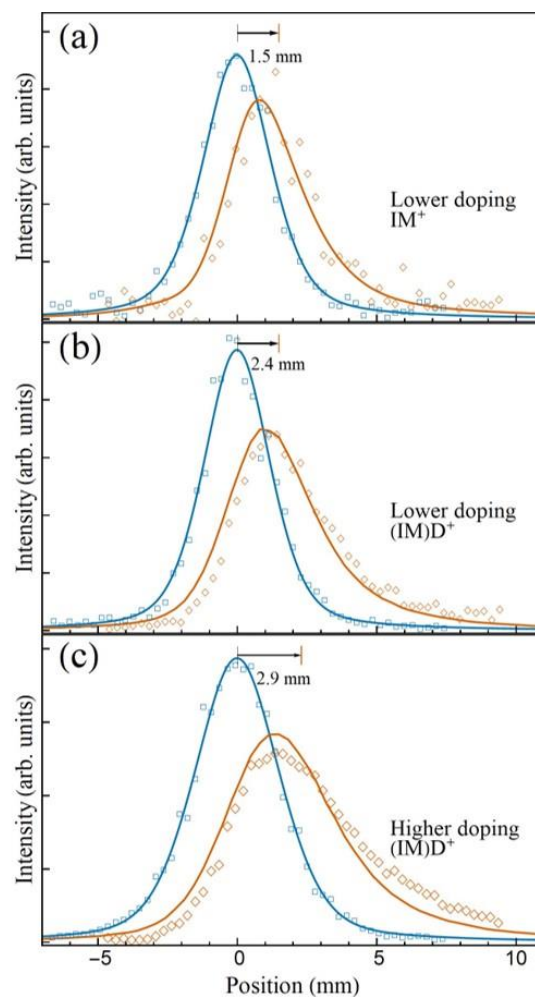 (a)
1.5 mm
Lower doping
IM⁺
Intensity (arb. units)
(b)
2.4 mm
Lower doping
(IM)D⁺
Intensity (arb. units)
(c)
2.9 mm
Higher doping
(IM)D⁺
Intensity (arb. units)
−5 0 5 10
Position (mm)